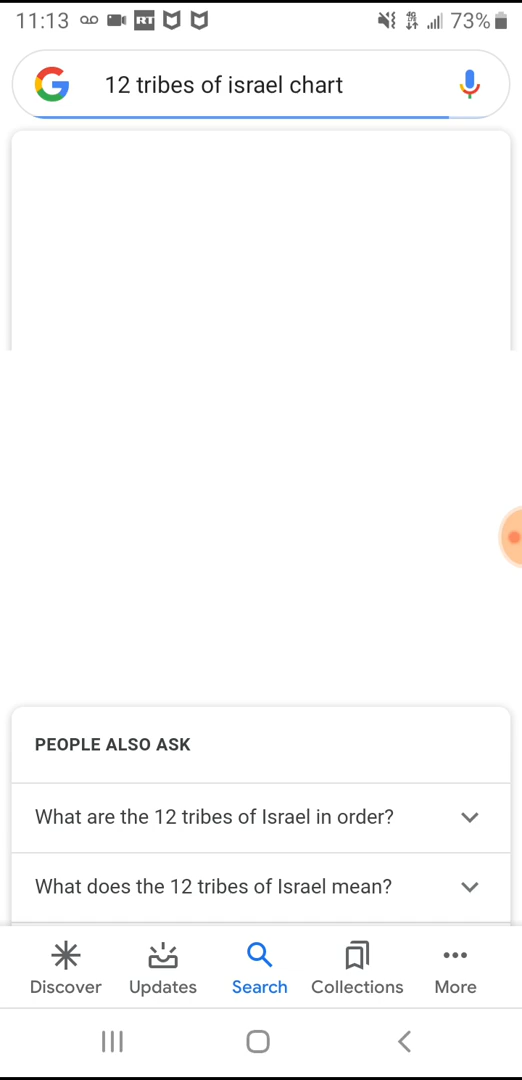 11:13 RT 73%
12 tribes of israel chart
PEOPLE ALSO ASK
What are the 12 tribes of Israel in order?
What does the 12 tribes of Israel mean?
Discover Updates Search Collections More